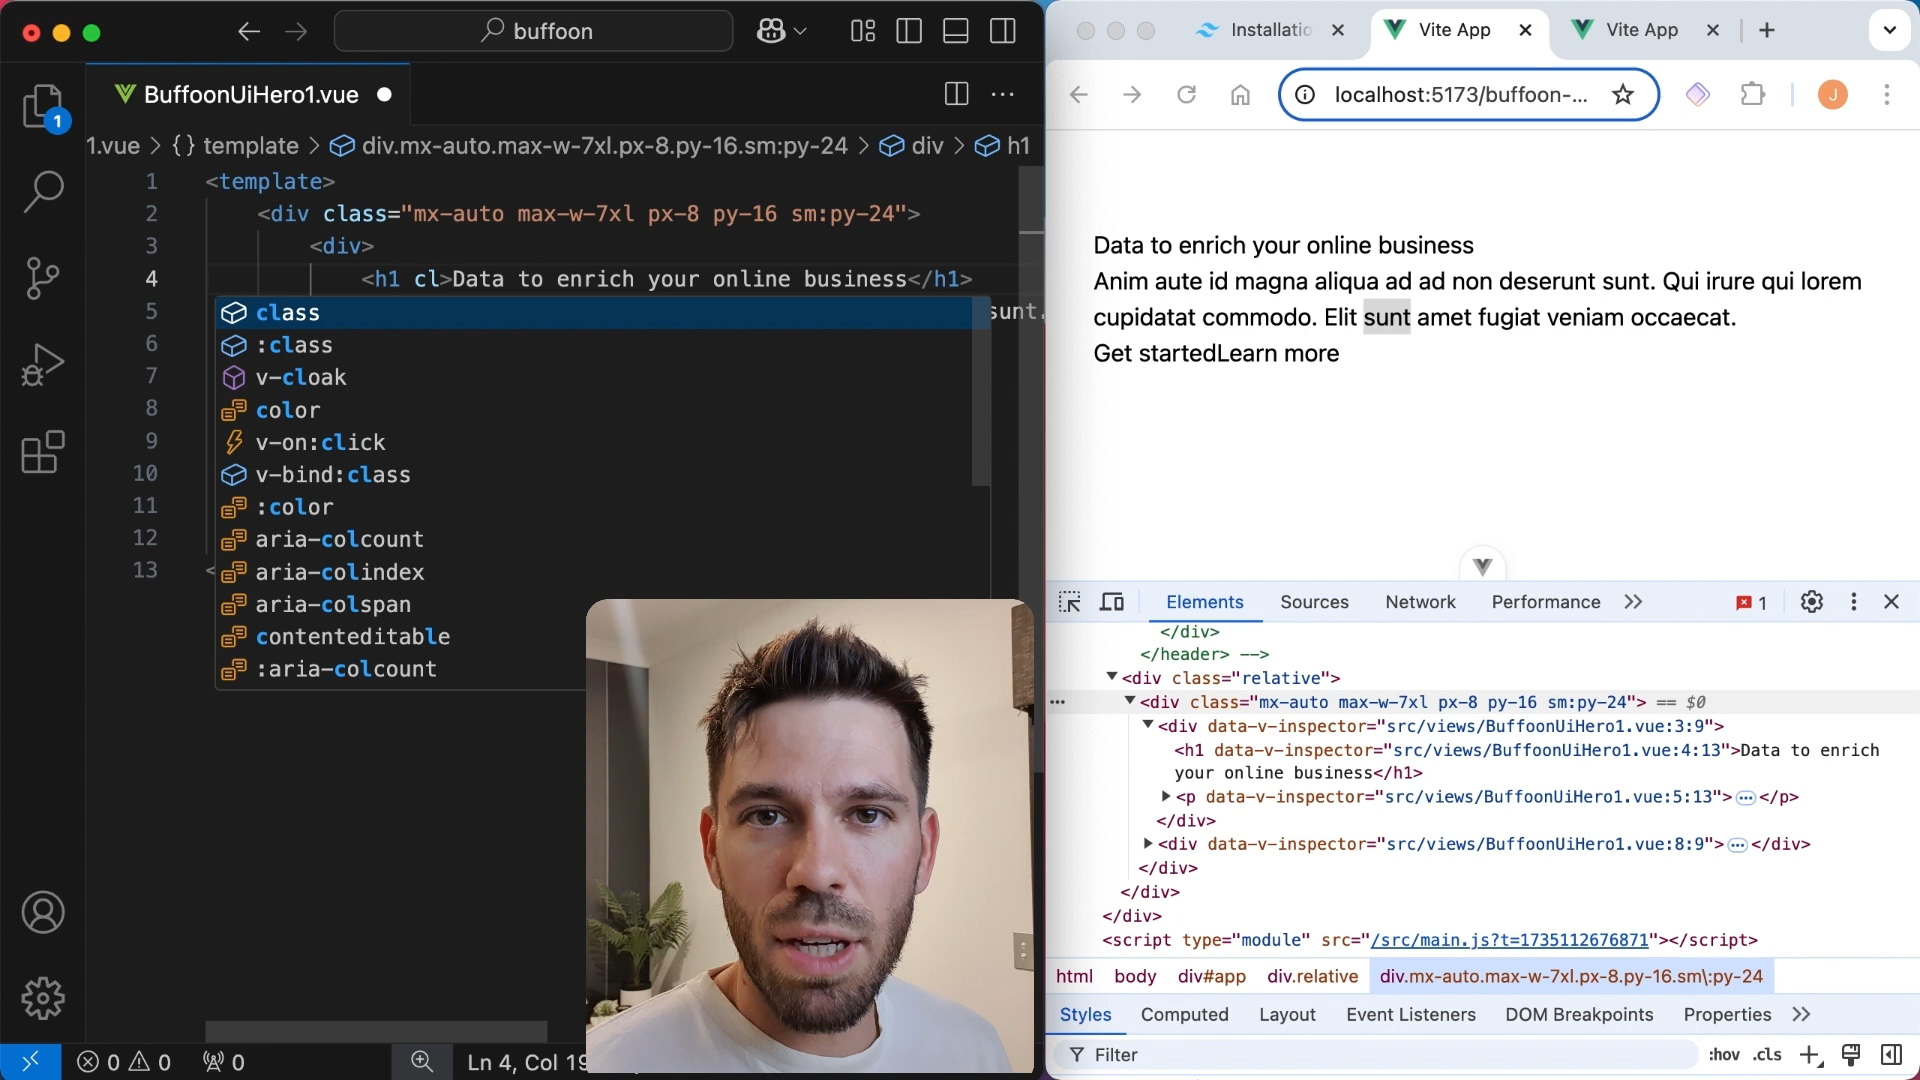 buffoon
BuffoonUiHero1.vue
1
1.vue > {} template > div.mx-auto.max-w-7xl.px-8.py-16.sm:py-24 > div > h1
1 <template>
2 <div class="mx-auto max-w-7xl px-8 py-16 sm:py-24">
3 <div>
4 <h1 cl>Data to enrich your online business</h1>
5 sunt.
6
7
8
9
10
11
12
13 <
class
:class
v-cloak
color
v-on:click
v-bind:class
:color
aria-colcount
aria-colindex
aria-colspan
contenteditable
:aria-colcount
0 0 0
Ln 4, Col 19
Installatio
Vite App
Vite App
localhost:5173/buffoon-...
J
Data to enrich your online business
Anim aute id magna aliqua ad ad non deserunt sunt. Qui irure qui lorem
cupidatat commodo. Elit sunt amet fugiat veniam occaecat.
Get startedLearn more
Elements Sources Network Performance 1
</div>
</header> -->
<div class="relative">
<div class="mx-auto max-w-7xl px-8 py-16 sm:py-24"> == $0
<div data-v-inspector="src/views/BuffoonUiHero1.vue:3:9">
<h1 data-v-inspector="src/views/BuffoonUiHero1.vue:4:13">Data to enrich
your online business</h1>
<p data-v-inspector="src/views/BuffoonUiHero1.vue:5:13">…</p>
</div>
<div data-v-inspector="src/views/BuffoonUiHero1.vue:8:9">…</div>
</div>
</div>
</div>
<script type="module" src="/src/main.js?t=1735112676871"></script>
html body div#app div.relative div.mx-auto.max-w-7xl.px-8.py-16.sm\:py-24
Styles Computed Layout Event Listeners DOM Breakpoints Properties
Filter
:hov .cls